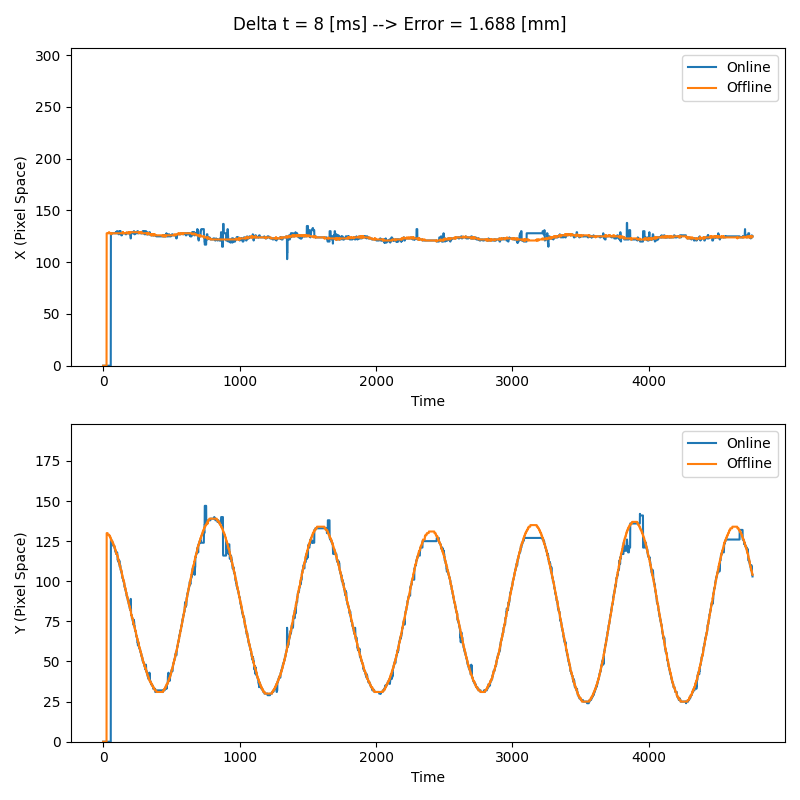 Delta t = 8 [ms] --> Error = 1.688 [mm]
300
250
200
150
100
50
0
X (Pixel Space)
Online
Offline
0 1000 2000 3000 4000
Time
175
150
125
100
75
50
25
0
Y (Pixel Space)
Online
Offline
0 1000 2000 3000 4000
Time